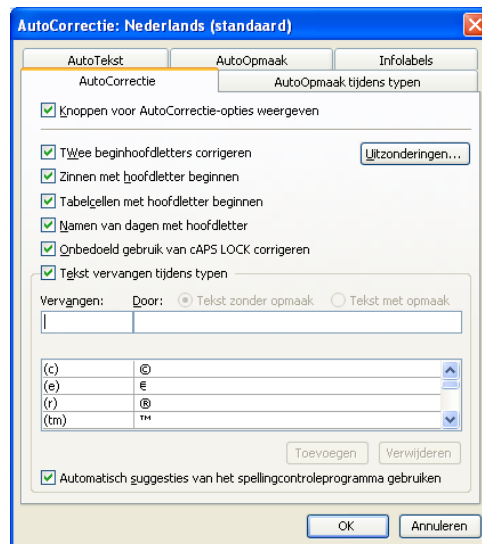 AutoCorrectie: Nederlands (standaard)
AutoTekst AutoOpmaak Infolabels
AutoCorrectie AutoOpmaak tijdens typen
Knoppen voor AutoCorrectie-opties weergeven
TWee beginhoofdletters corrigeren Uitzonderingen...
Zinnen met hoofdletter beginnen
Tabelcellen met hoofdletter beginnen
Namen van dagen met hoofdletter
Onbedoeld gebruik van cAPS LOCK corrigeren
Tekst vervangen tijdens typen
Vervangen: Door: Tekst zonder opmaak Tekst met opmaak
(c) ©
(e) €
(r) ®
(tm) ™
Toevoegen Verwijderen
Automatisch suggesties van het spellingcontroleprogramma gebruiken
OK Annuleren